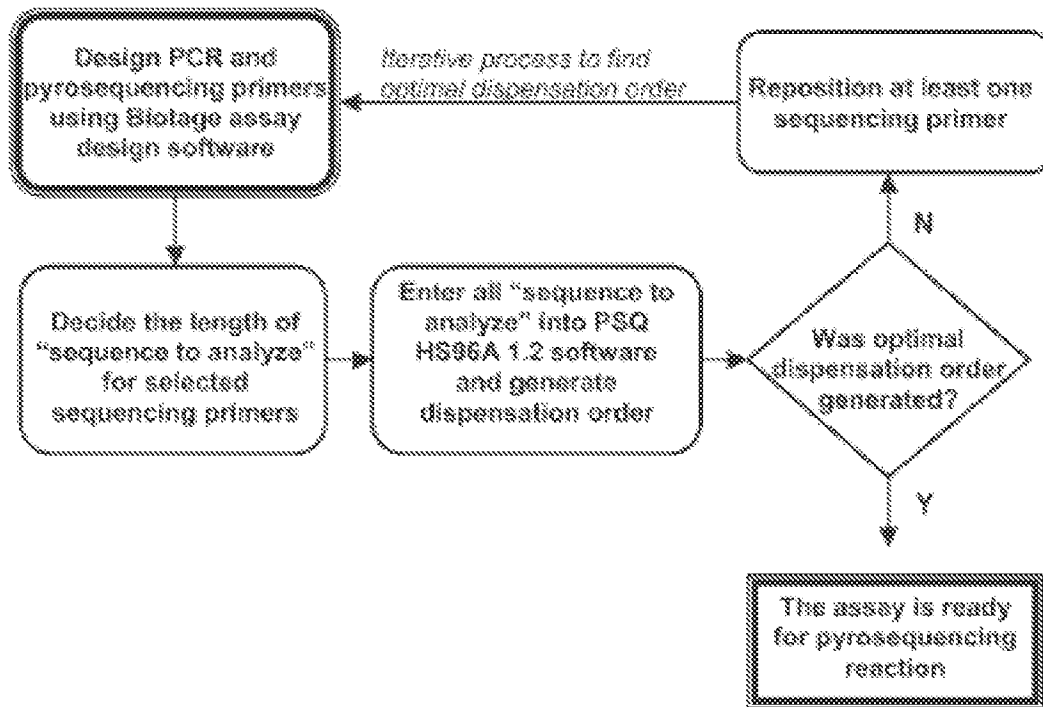 Design PCR and
pyrosequencing primers
using Biotage assay
design software
Iterative process to find
optimal dispensation order
Reposition at least one
sequencing primer
N
Decide the length of
"sequence to analyze"
for selected
sequencing primers
Enter all "sequence to
analyze" into PSQ
HS96A 1.2 software
and generate
dispensation order
Was optimal
dispensation order
generated?
Y
The assay is ready
for pyrosequencing
reaction